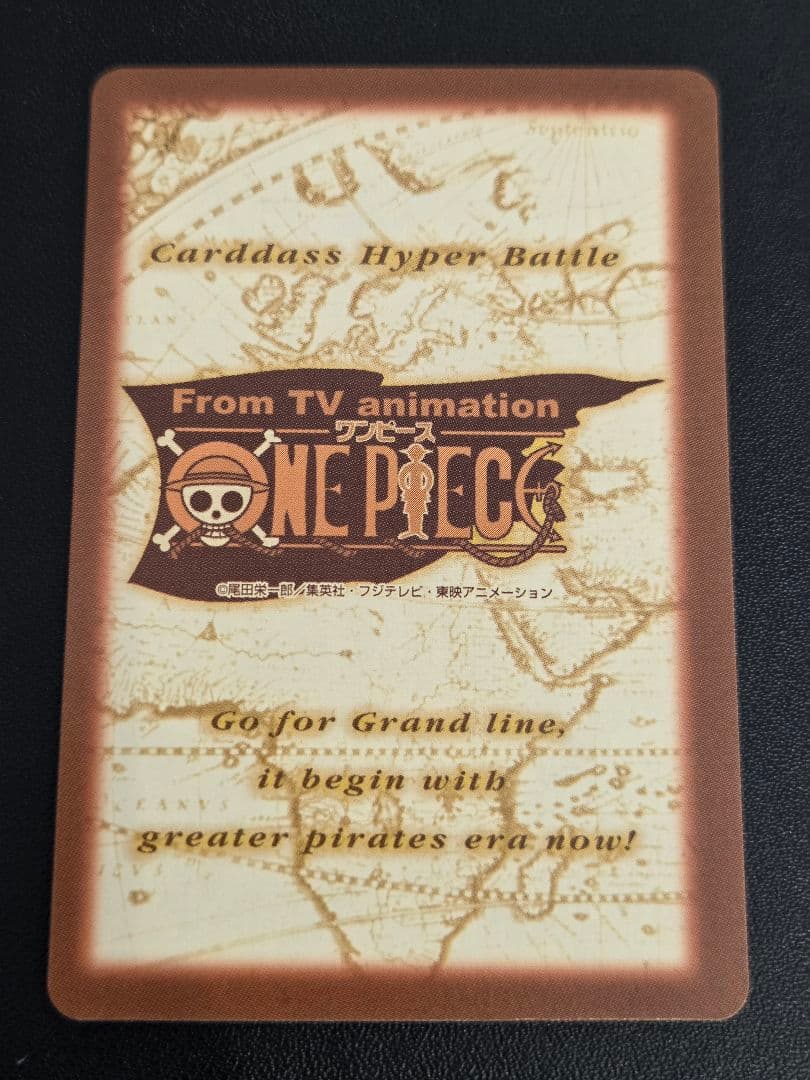 Septentrio
Carddass Hyper Battle
From TV animation
ワンピース
ONE PIECE
©尾田栄一郎／集英社・フジテレビ・東映アニメーション
Go for Grand line,
it begin with
greater pirates era now!